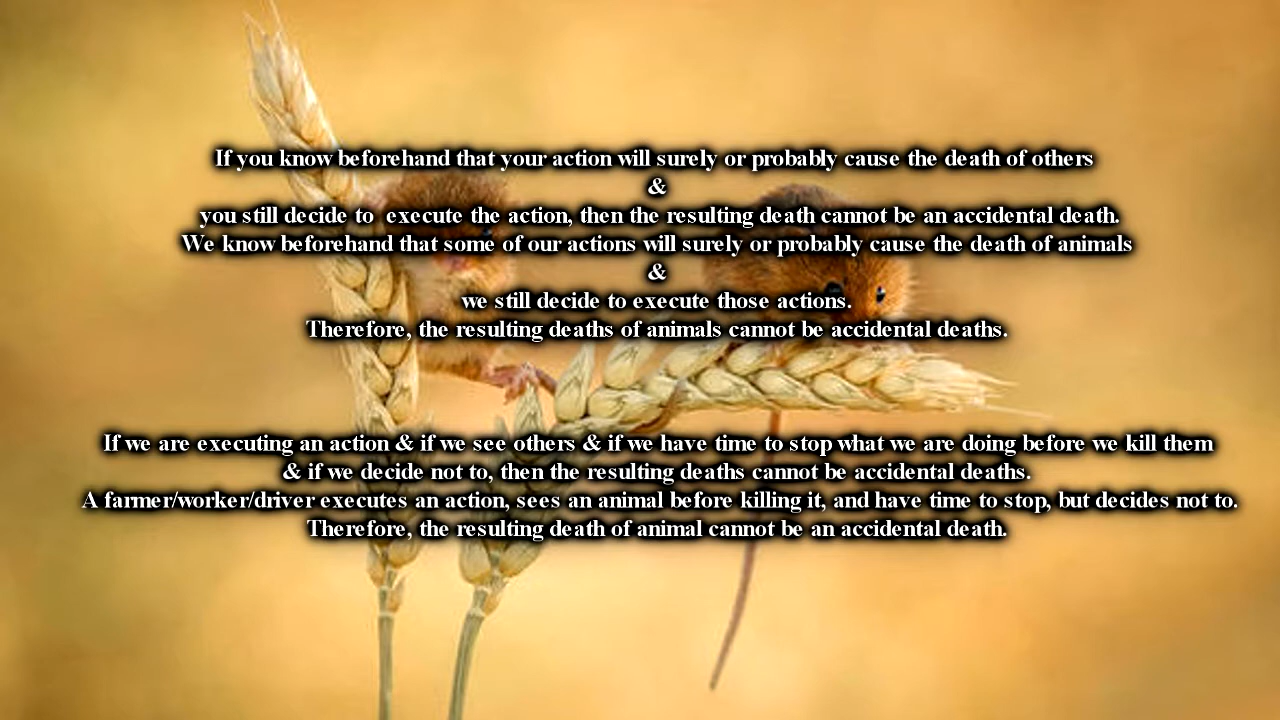 If you know beforehand that your action will surely or probably cause the death of others
&
you still decide to execute the action, then the resulting death cannot be an accidental death.
We know beforehand that some of our actions will surely or probably cause the death of animals
&
we still decide to execute those actions.
Therefore, the resulting deaths of animals cannot be accidental deaths.
If we are executing an action & if we see others & if we have time to stop what we are doing before we kill them
& if we decide not to, then the resulting deaths cannot be accidental deaths.
A farmer/worker/driver executes an action, sees an animal before killing it, and have time to stop, but decides not to.
Therefore, the resulting death of animal cannot be an accidental death.